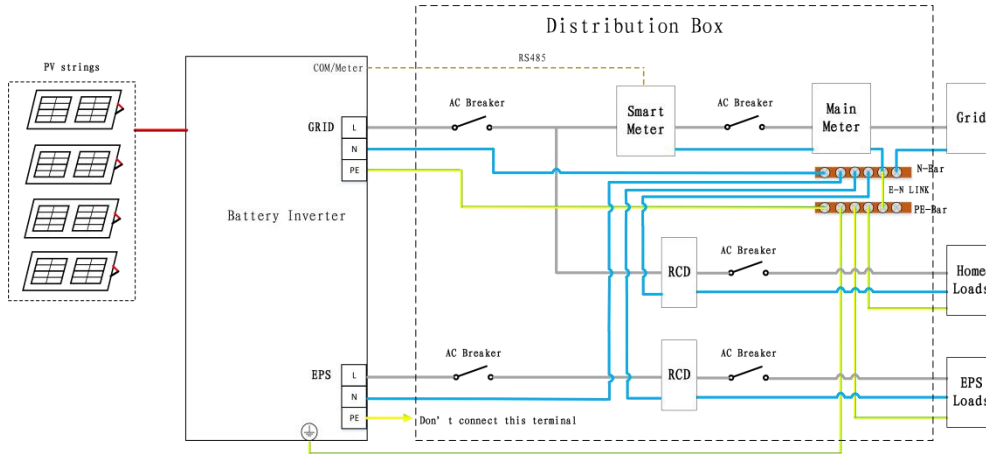 Distribution Box
PV strings
COM/Meter
RS485
AC Breaker
Smart
Meter
AC Breaker
Main
Meter
Grid
GRID
L
N
PE
N-Bar
E-N LINK
PE-Bar
Battery Inverter
RCD
AC Breaker
Home
Loads
EPS
L
N
PE
AC Breaker
RCD
AC Breaker
EPS
Loads
Don't connect this terminal